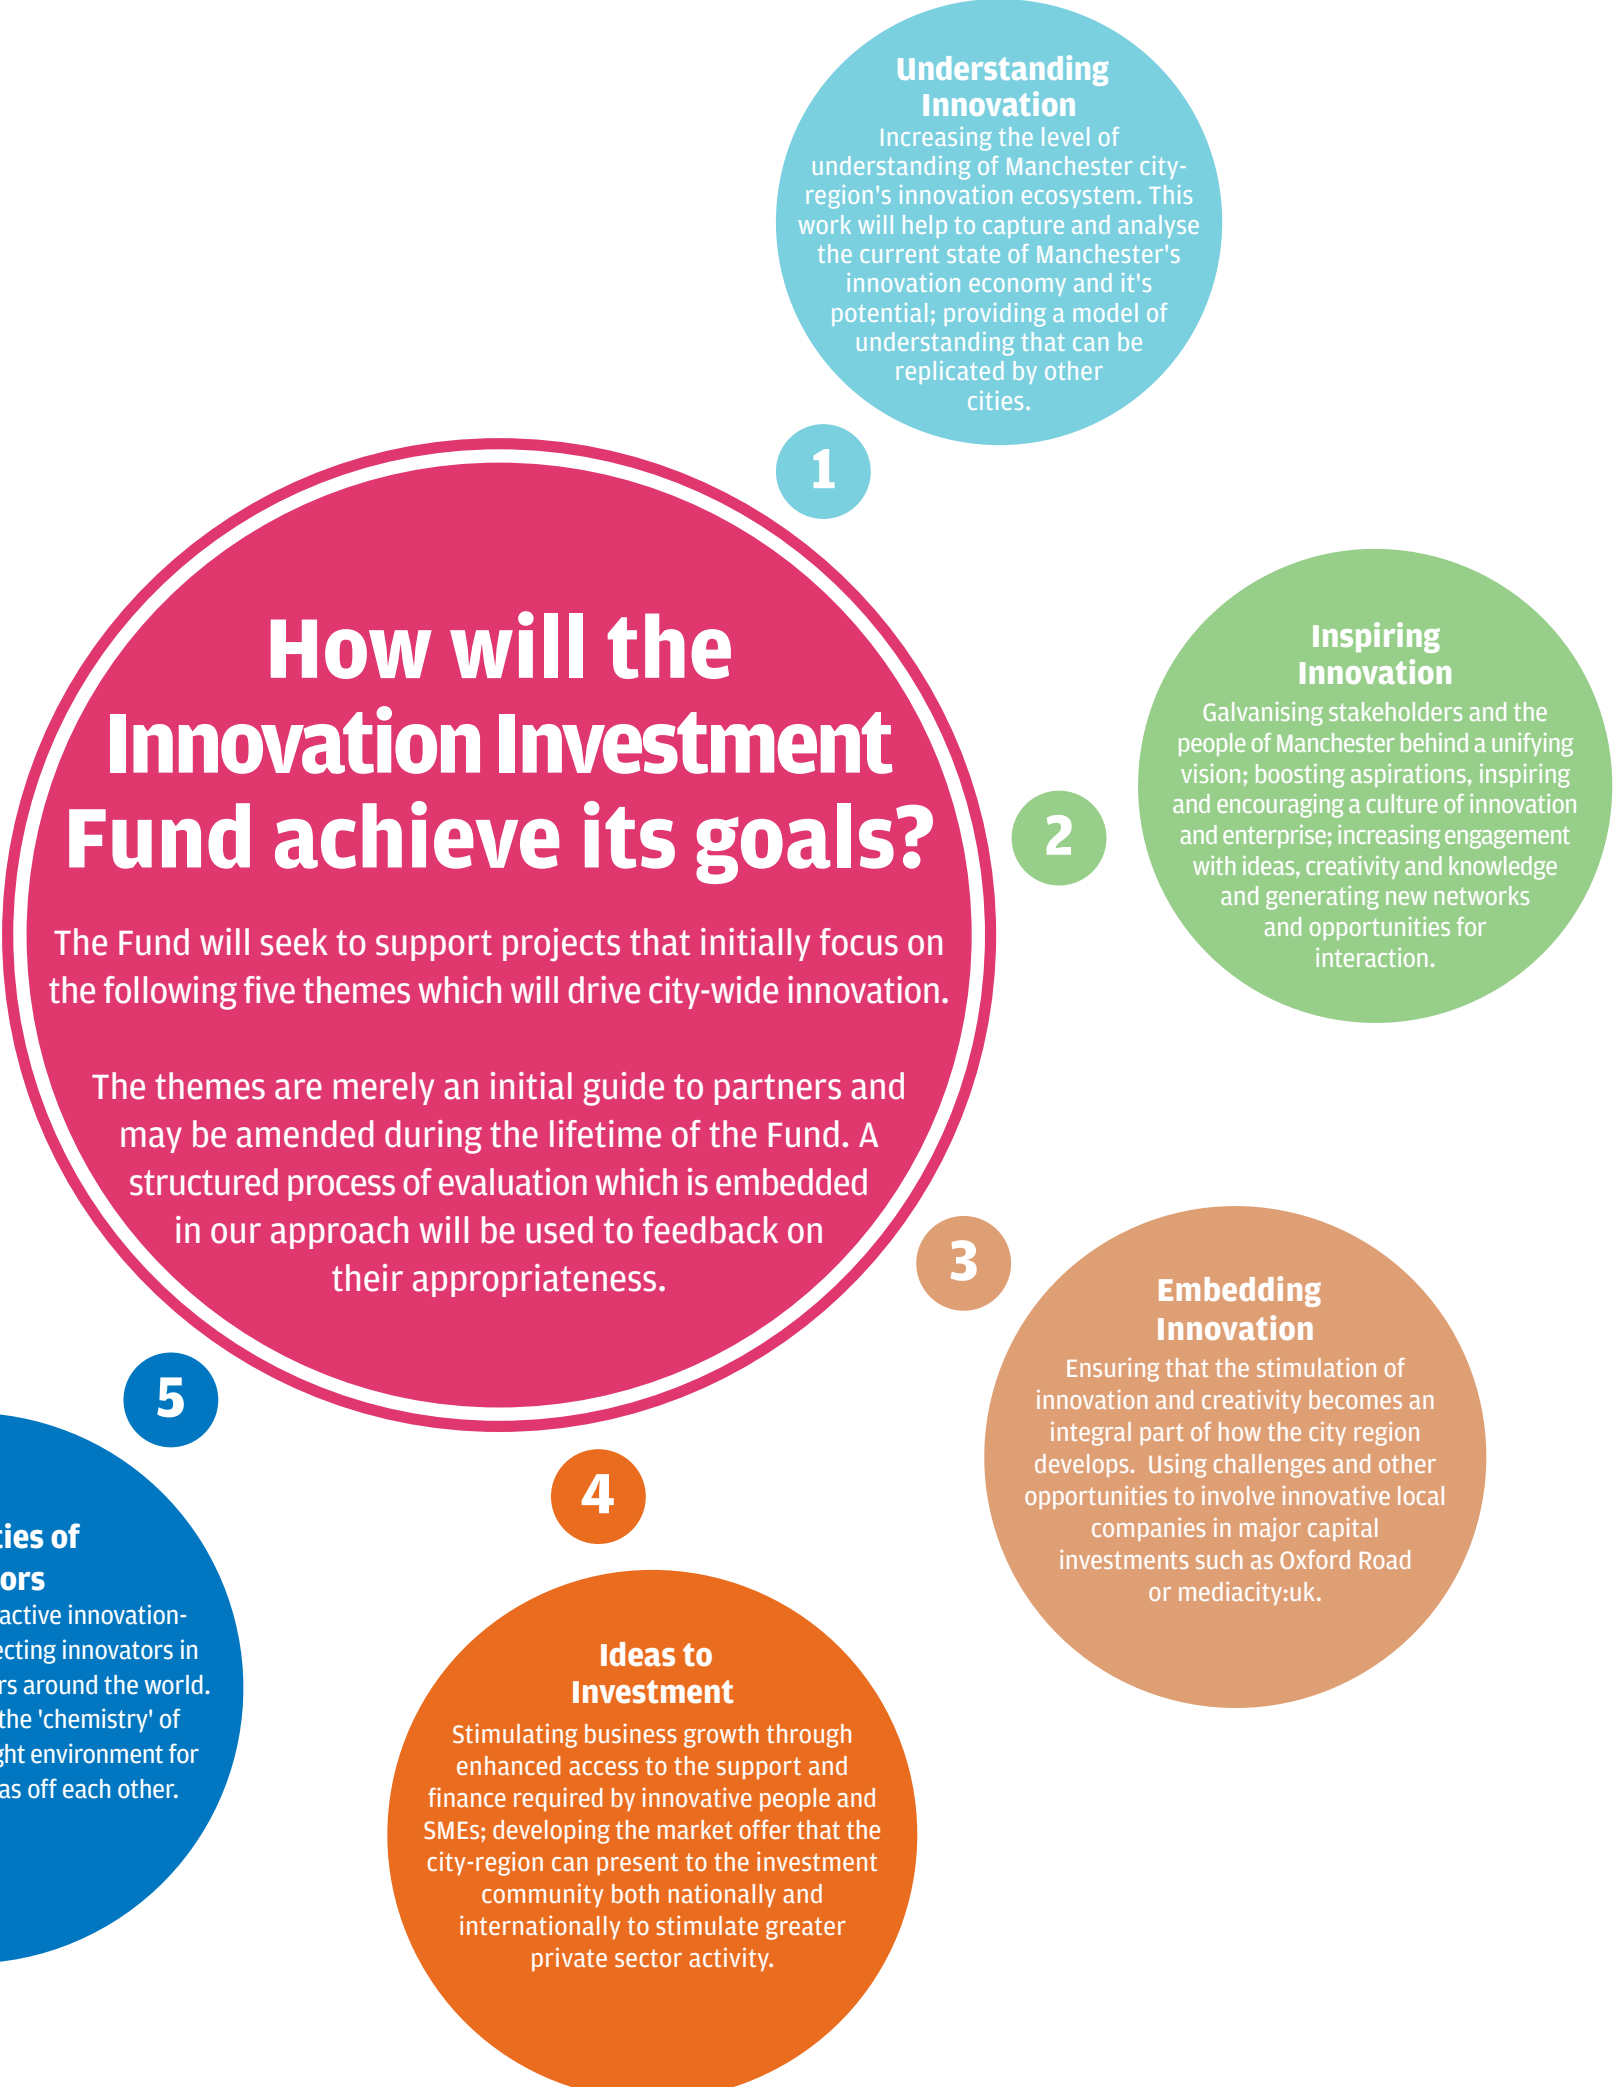 Understanding
Innovation
Increasing the level of
understanding of Manchester city-
region's innovation ecosystem. This
work will help to capture and analyse
the current state of Manchester's
innovation economy and it's
potential; providing a model of
understanding that can be
replicated by other
cities.
1
How will the
Innovation Investment
Fund achieve its goals?
The Fund will seek to support projects that initially focus on
the following five themes which will drive city-wide innovation.
The themes are merely an initial guide to partners and
may be amended during the lifetime of the Fund. A
structured process of evaluation which is embedded
in our approach will be used to feedback on
their appropriateness.
2
Inspiring
Innovation
Galvanising stakeholders and the
people of Manchester behind a unifying
vision; boosting aspirations, inspiring
and encouraging a culture of innovation
and enterprise; increasing engagement
with ideas, creativity and knowledge
and generating new networks
and opportunities for
interaction.
3
Embedding
Innovation
Ensuring that the stimulation of
innovation and creativity becomes an
integral part of how the city region
develops. Using challenges and other
opportunities to involve innovative local
companies in major capital
investments such as Oxford Road
or mediacity:uk.
4
Ideas to
Investment
Stimulating business growth through
enhanced access to the support and
finance required by innovative people and
SMEs; developing the market offer that the
city-region can present to the investment
community both nationally and
internationally to stimulate greater
private sector activity.
5
of
active innovation-
innovators in
around the world.
the 'chemistry' of
environment for
off each other.